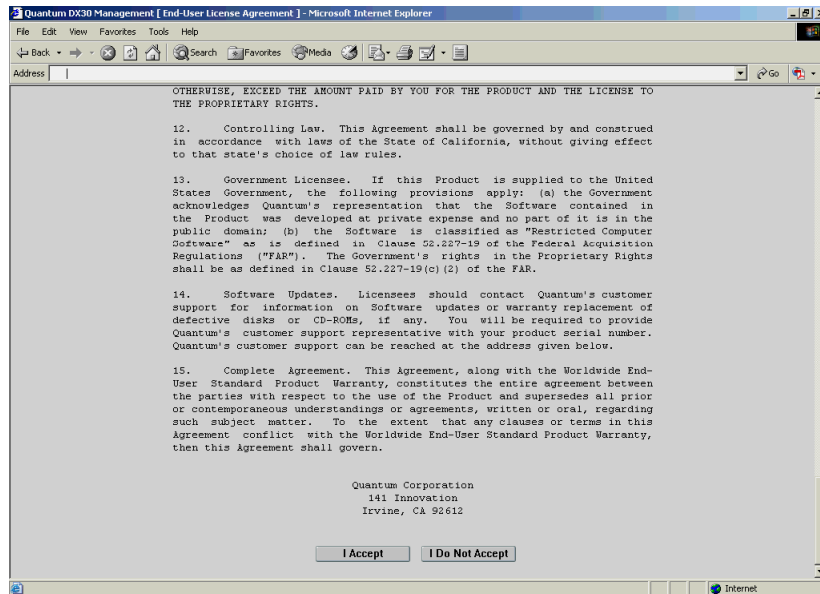 Quantum DX30 Management [ End-User License Agreement ] - Microsoft Internet Explorer
File Edit View Favorites Tools Help
Back Search Favorites Media
Address Go
OTHERWISE, EXCEED THE AMOUNT PAID BY YOU FOR THE PRODUCT AND THE LICENSE TO
THE PROPRIETARY RIGHTS.
12. Controlling Law. This Agreement shall be governed by and construed
in accordance with laws of the State of California, without giving effect
to that state's choice of law rules.
13. Government Licensee. If this Product is supplied to the United
States Government, the following provisions apply: (a) the Government
acknowledges Quantum's representation that the Software contained in
the Product was developed at private expense and no part of it is in the
public domain; (b) the Software is classified as "Restricted Computer
Software" as is defined in Clause 52.227-19 of the Federal Acquisition
Regulations ("FAR"). The Government's rights in the Proprietary Rights
shall be as defined in Clause 52.227-19(c)(2) of the FAR.
14. Software Updates. Licensees should contact Quantum's customer
support for information on Software updates or warranty replacement of
defective disks or CD-ROMs, if any. You will be required to provide
Quantum's customer support representative with your product serial number.
Quantum's customer support can be reached at the address given below.
15. Complete Agreement. This Agreement, along with the Worldwide End-
User Standard Product Warranty, constitutes the entire agreement between
the parties with respect to the use of the Product and supersedes all prior
or contemporaneous understandings or agreements, written or oral, regarding
such subject matter. To the extent that any clauses or terms in this
Agreement conflict with the Worldwide End-User Standard Product Warranty,
then this Agreement shall govern.
Quantum Corporation
141 Innovation
Irvine, CA 92612
I Accept I Do Not Accept
Internet